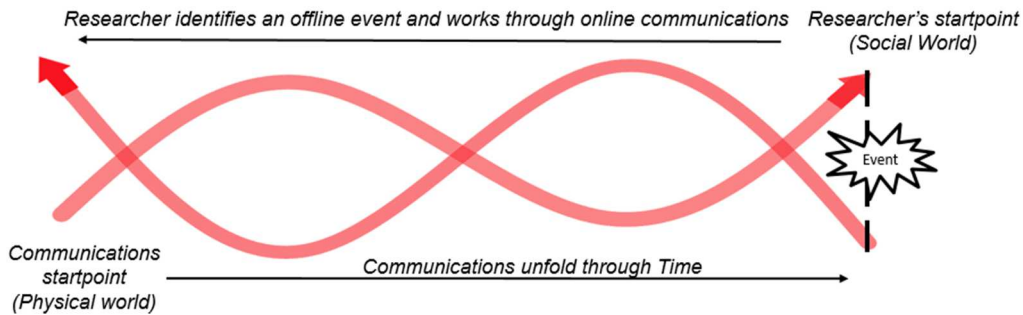 Researcher identifies an offline event and works through online communications
Researcher's startpoint
(Social World)
Event
Communications
startpoint
(Physical world)
Communications unfold through Time